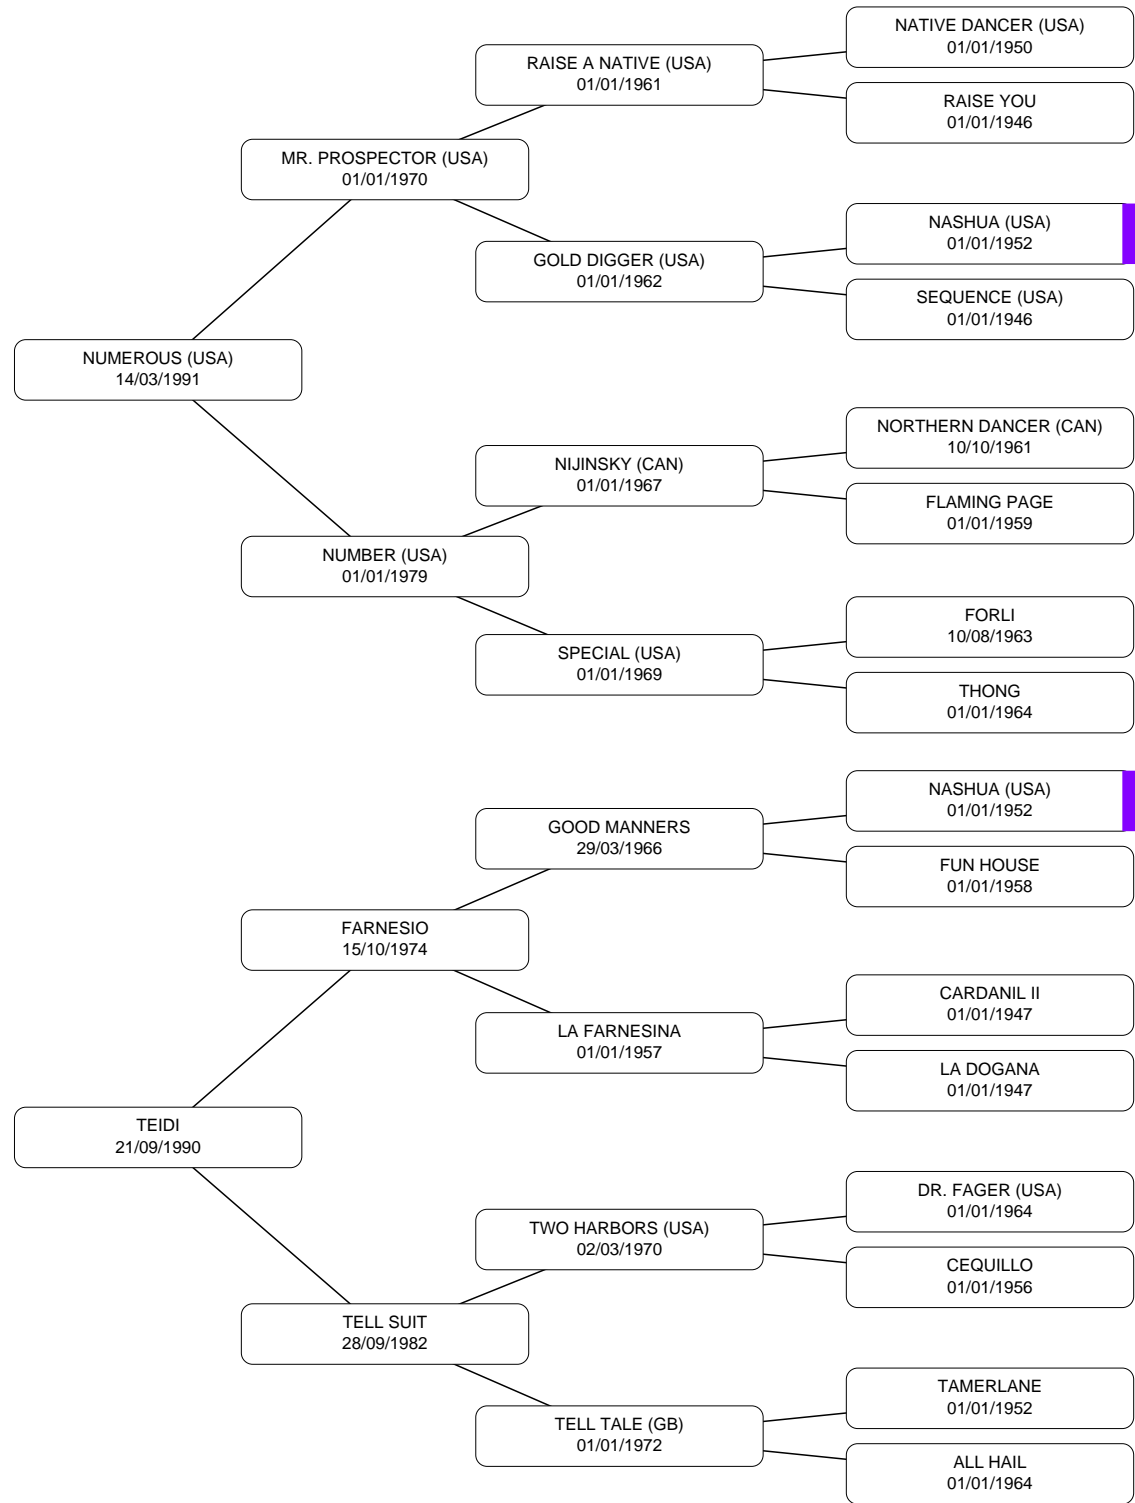 NATIVE DANCER (USA)
01/01/1950
RAISE A NATIVE (USA)
01/01/1961
RAISE YOU
01/01/1946
MR. PROSPECTOR (USA)
01/01/1970
NASHUA (USA)
01/01/1952
GOLD DIGGER (USA)
01/01/1962
SEQUENCE (USA)
01/01/1946
NUMEROUS (USA)
14/03/1991
NORTHERN DANCER (CAN)
10/10/1961
NIJINSKY (CAN)
01/01/1967
FLAMING PAGE
01/01/1959
NUMBER (USA)
01/01/1979
FORLI
10/08/1963
SPECIAL (USA)
01/01/1969
THONG
01/01/1964
NASHUA (USA)
01/01/1952
GOOD MANNERS
29/03/1966
FUN HOUSE
01/01/1958
FARNESIO
15/10/1974
CARDANIL II
01/01/1947
LA FARNESINA
01/01/1957
LA DOGANA
01/01/1947
TEIDI
21/09/1990
DR. FAGER (USA)
01/01/1964
TWO HARBORS (USA)
02/03/1970
CEQUILLO
01/01/1956
TELL SUIT
28/09/1982
TAMERLANE
01/01/1952
TELL TALE (GB)
01/01/1972
ALL HAIL
01/01/1964